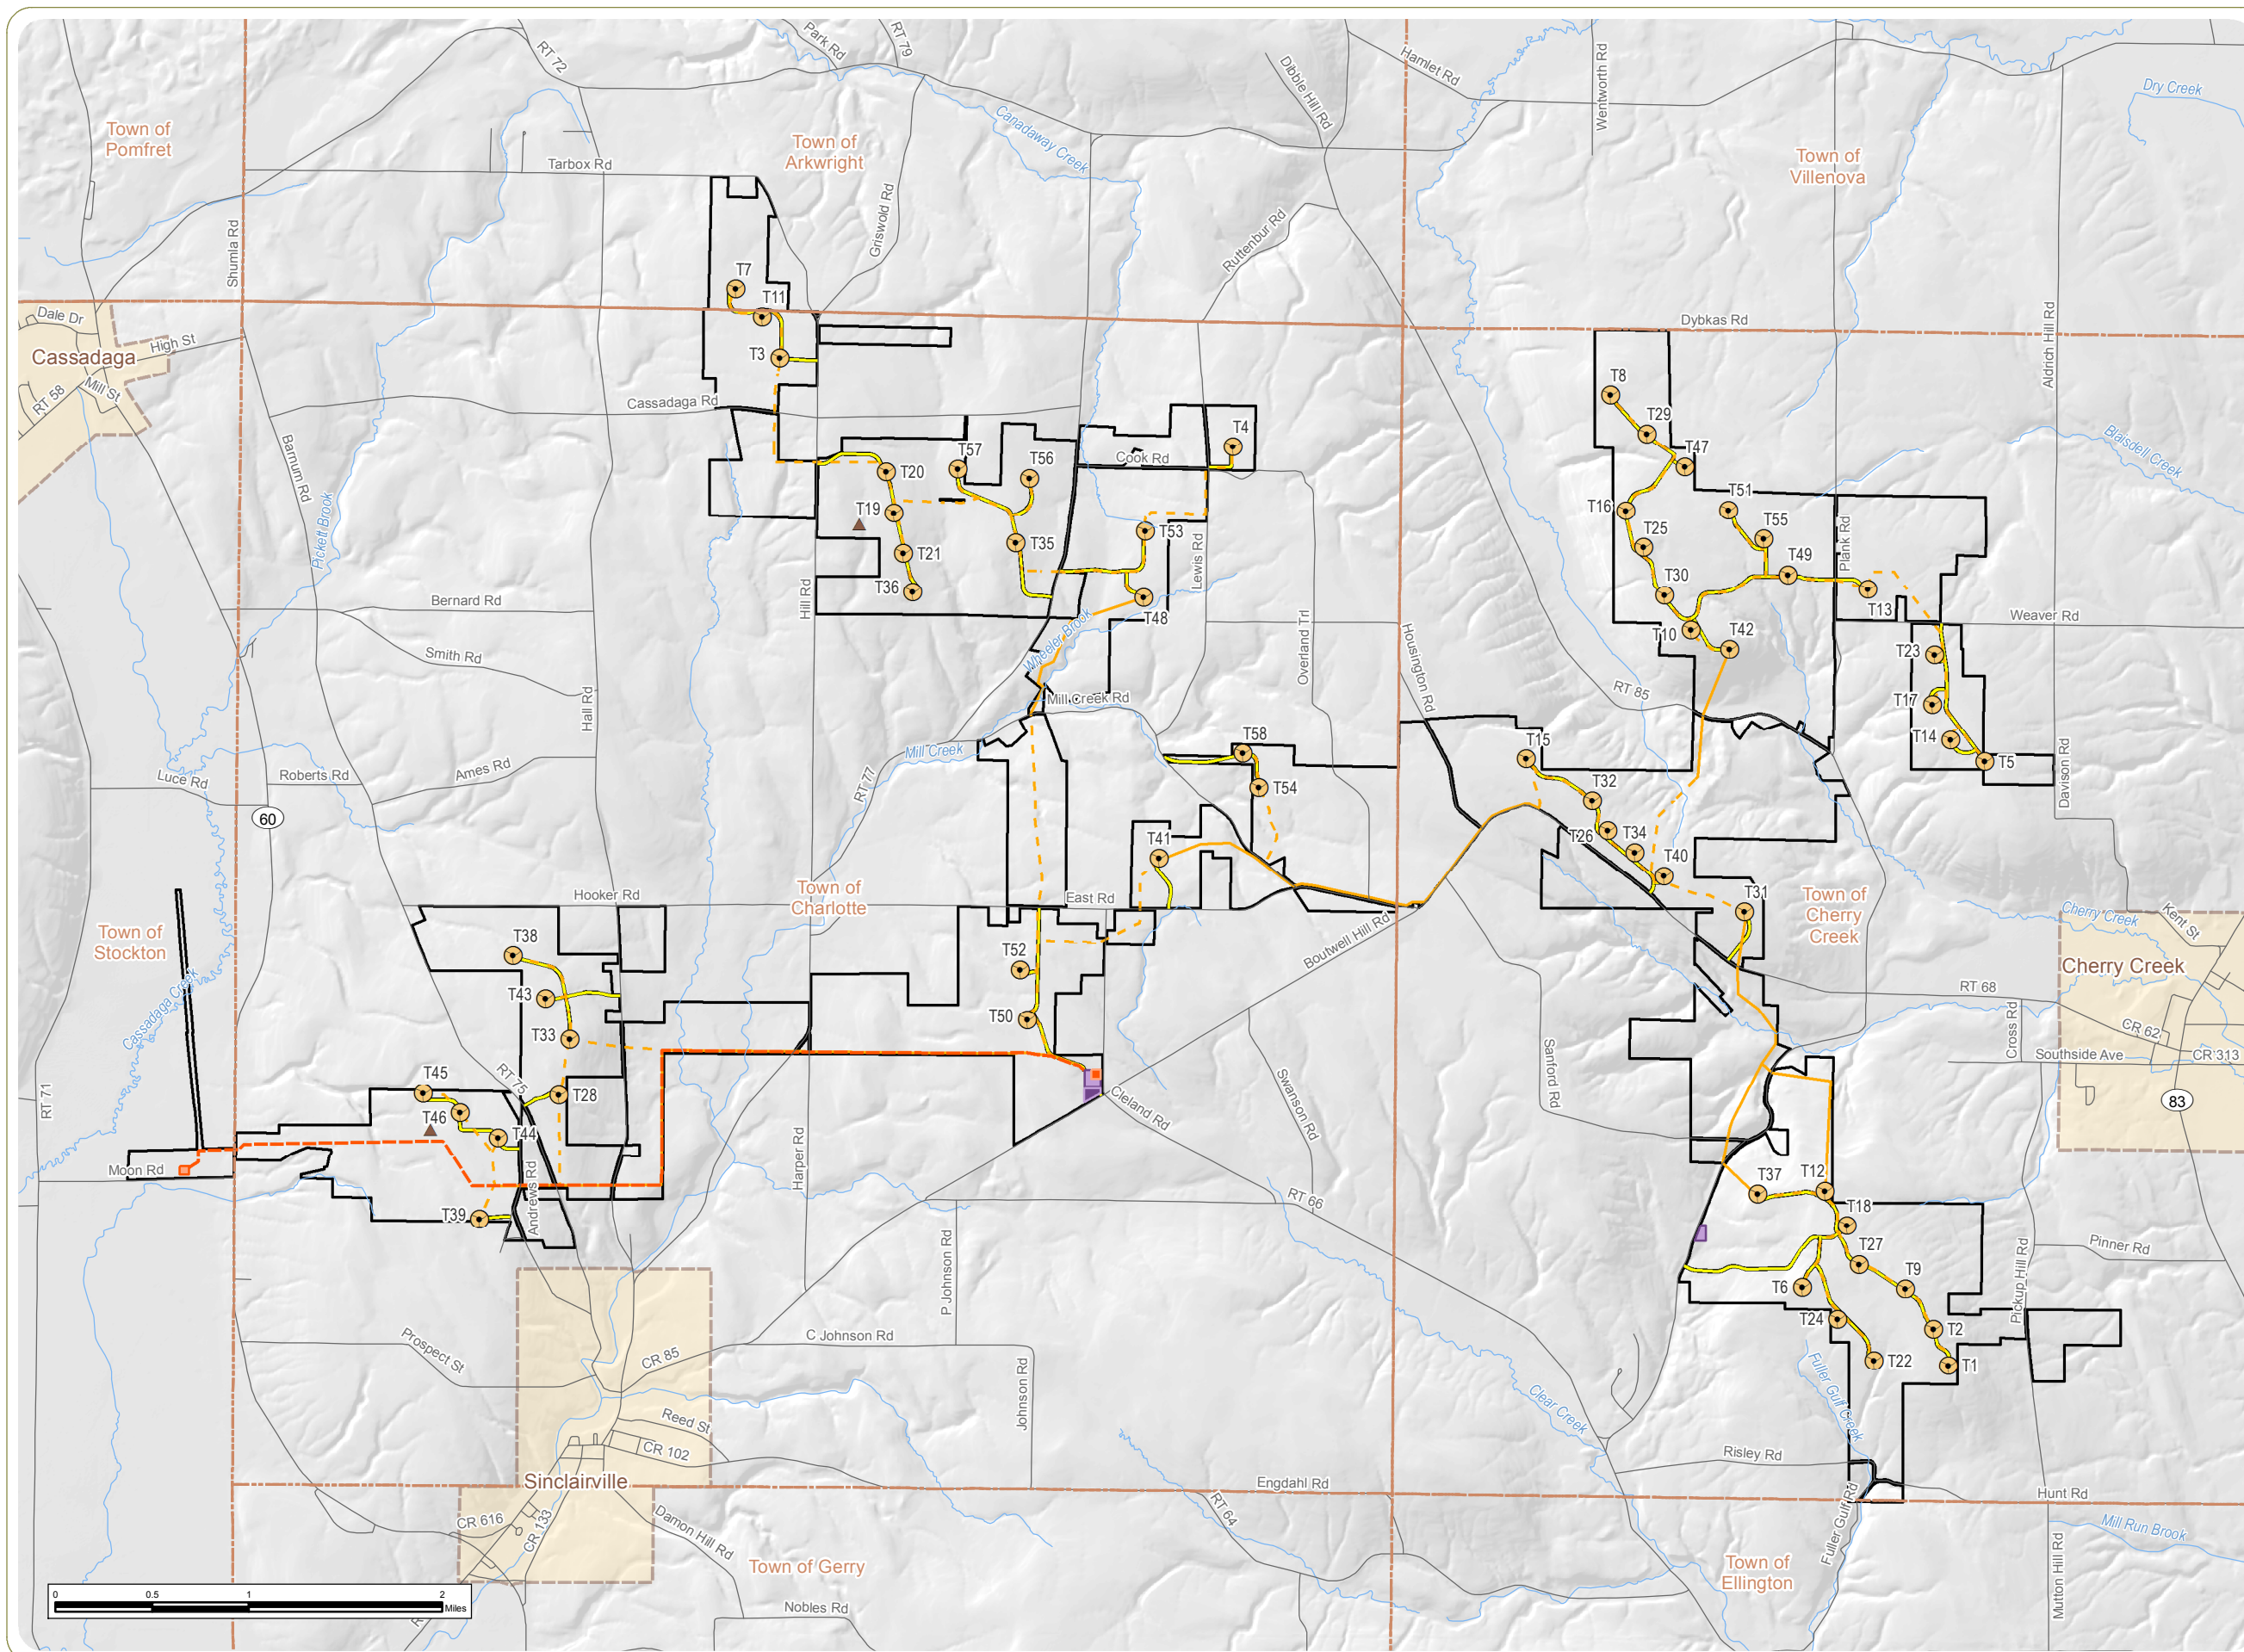 RT 72
Park Rd
RT 79
Dibble Hill Rd
Hamlet Rd
Wentworth Rd
Dry Creek
Town of
Pomfret
Tarbox Rd
Town of
Arkwright
Canadaway Creek
Town of
Villenova
Shumla Rd
Griswold Rd
Ruttenbur Rd
T7
T11
T3
Dale Dr
Cassadaga
High St
Mill St
RT 58
Dybkas Rd
Aldrich Hill Rd
Cassadaga Rd
T8
T29
T47
T4
Cook Rd
Barnum Rd
Pickett Brook
T20
T57
T56
T19
T21
T36
T35
T53
T48
Lewis Rd
Hill Rd
Blaisdell Creek
T16
T51
T55
T25
T49
T30
T13
Plank Rd
T10
T42
Weaver Rd
T23
T17
T14
T5
Davison Rd
Bernard Rd
Smith Rd
Hall Rd
Wheeler Brook
Mill Creek Rd
Overland Trl
Housington Rd
RT 85
Luce Rd
Roberts Rd
Ames Rd
Mill Creek
RT 77
T58
T54
T15
T32
T26
T34
T40
60
T41
Hooker Rd
Town of
Charlotte
East Rd
T31
Town of
Cherry
Creek
Cherry Creek
Kent St
Cherry Creek
Town of
Stockton
Cassadaga Creek
T38
T43
T33
T52
T50
Boutwell Hill Rd
RT 68
Cross Rd
CR 62
Southside Ave
CR 313
83
RT 71
T45
T46
T44
RT 75
T28
Cleland Rd
Swanson Rd
Sanford Rd
Moon Rd
T39
Andrews Rd
Harper Rd
RT 66
T37
T12
T18
T27
T9
T6
T24
T2
T22
T1
Pickup Hill Rd
Pinner Rd
P Johnson Rd
Prospect St
C Johnson Rd
CR 85
Johnson Rd
Reed St
CR 102
Sinclairville
Clear Creek
Fuller Gulf Creek
Risley Rd
Engdahl Rd
RT 64
Hunt Rd
Mill Run Brook
CR 616
CR 133
Damon Hill Rd
Town of Gerry
Nobles Rd
Fuller Gulf Rd
Town of
Ellington
Mutton Hill Rd
0 0.5 1 2
Miles